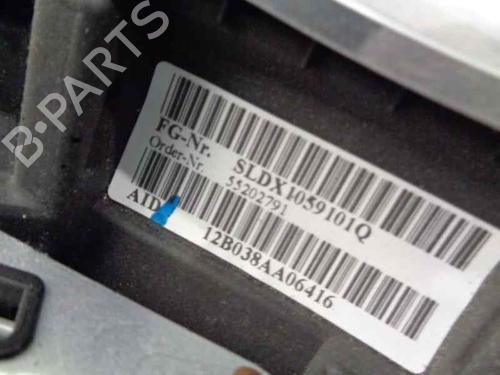 B-PARTS
FG-Nr. SLDX1059101Q
Order-Nr. 55202791
AID 12B038AA06416